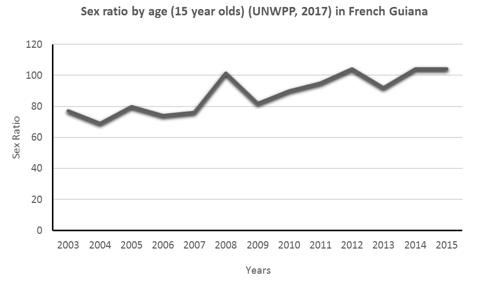 Sex ratio by age (15 year olds) (UNWPP, 2017) in French Guiana
120
100
80
60
40
20
0
Sex Ratio
2003 2004 2005 2006 2007 2008 2009 2010 2011 2012 2013 2014 2015
Years